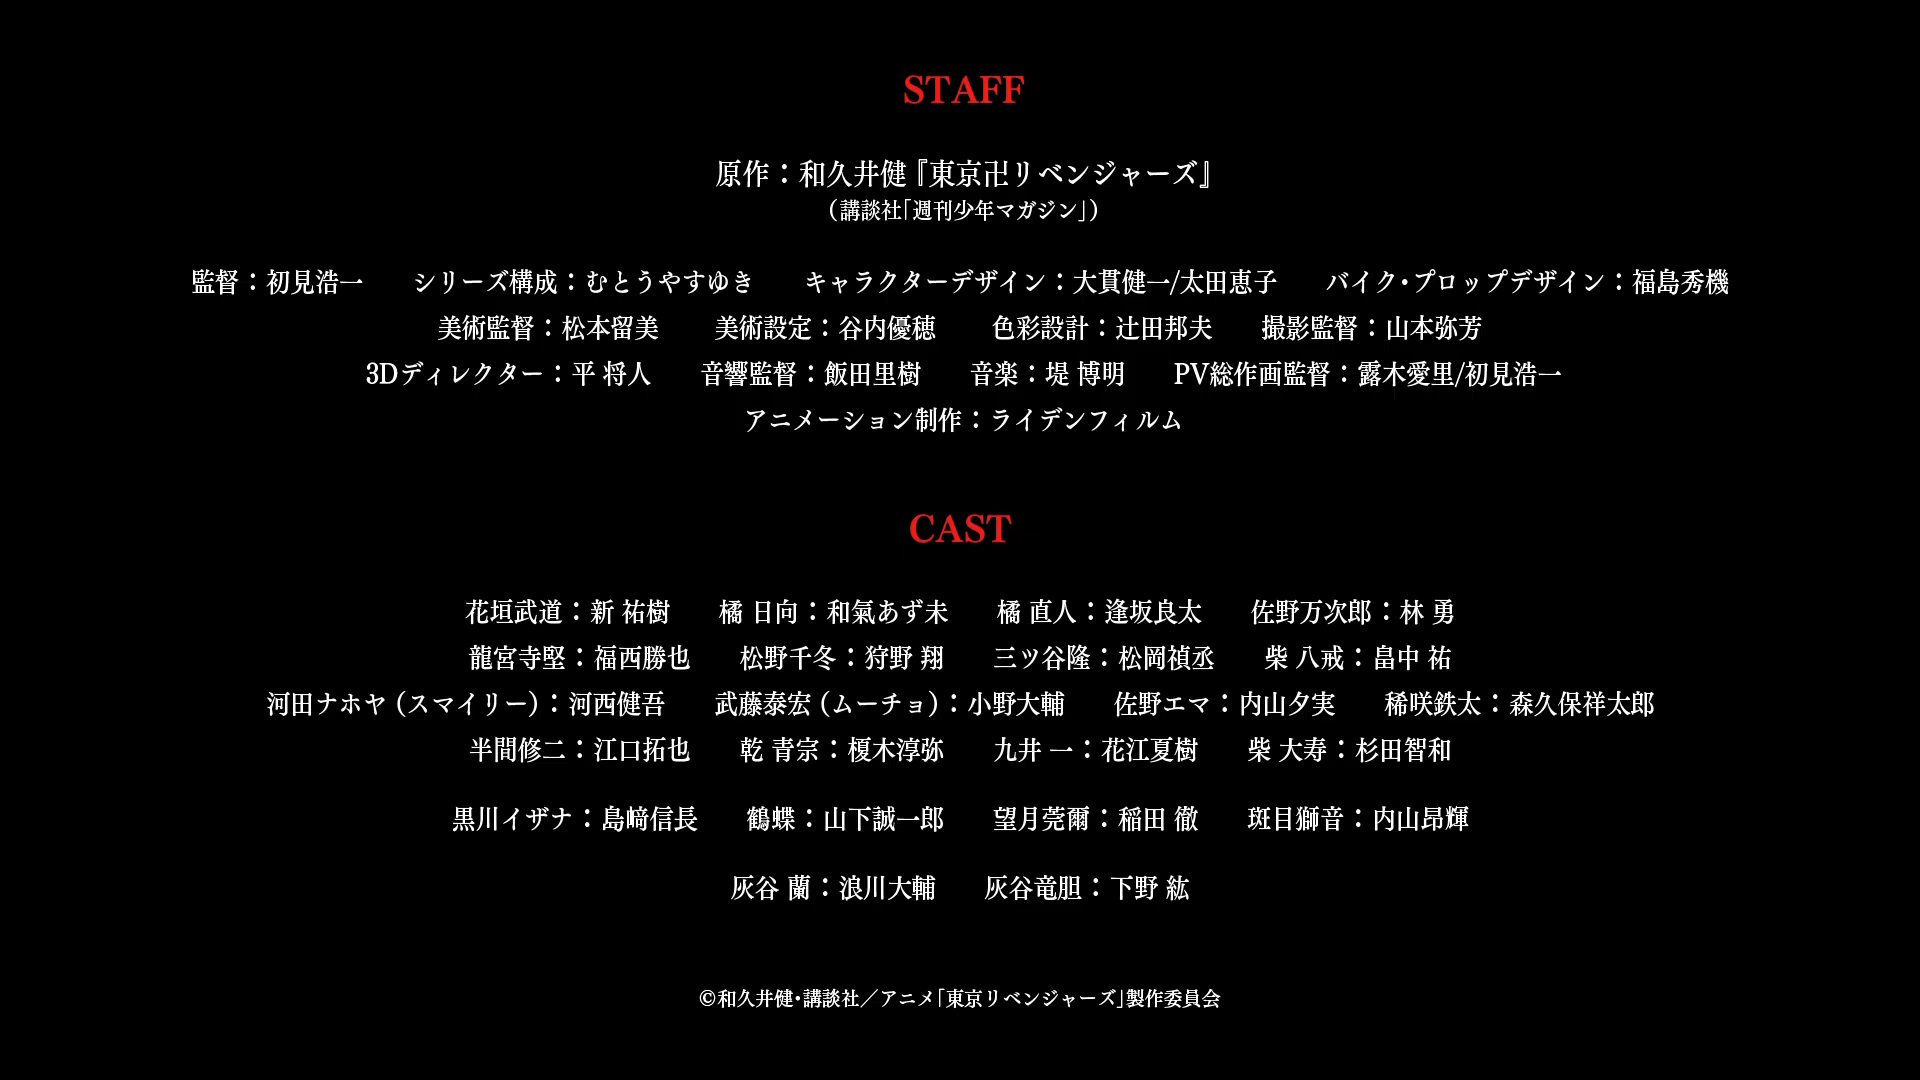 STAFF
原作：和久井健『東京卍リベンジャーズ』
（講談社「週刊少年マガジン」）
監督：初見浩一　シリーズ構成：むとうやすゆき　キャラクターデザイン：大貫健一/太田恵子　バイク・プロップデザイン：福島秀機
美術監督：松本留美　美術設定：谷内優穂　色彩設計：辻田邦夫　撮影監督：山本弥芳
3Dディレクター：平 将人　音響監督：飯田里樹　音楽：堤 博明　PV総作画監督：露木愛里/初見浩一
アニメーション制作：ライデンフィルム
CAST
花垣武道：新 祐樹　橘 日向：和氣あず未　橘 直人：逢坂良太　佐野万次郎：林 勇
龍宮寺堅：福西勝也　松野千冬：狩野 翔　三ツ谷隆：松岡禎丞　柴 八戒：畠中 祐
河田ナホヤ（スマイリー）：河西健吾　武藤泰宏（ムーチョ）：小野大輔　佐野エマ：内山夕実　稀咲鉄太：森久保祥太郎
半間修二：江口拓也　乾 青宗：榎木淳弥　九井 一：花江夏樹　柴 大寿：杉田智和
黒川イザナ：島﨑信長　鶴蝶：山下誠一郎　望月莞爾：稲田 徹　斑目獅音：内山昂輝
灰谷 蘭：浪川大輔　灰谷竜胆：下野 紘
©和久井健・講談社／アニメ「東京リベンジャーズ」製作委員会